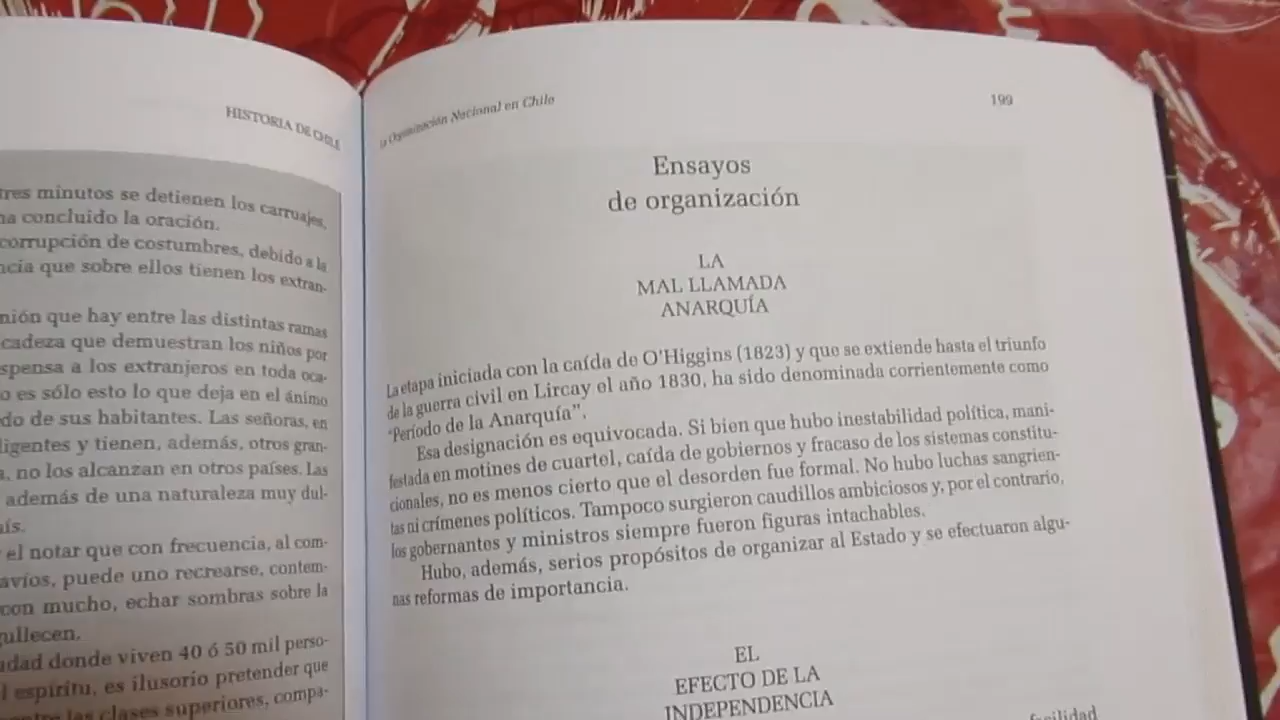 HISTORIA DE CHILE
tres minutos se detienen los carruajes,
ha concluido la oración.
corrupción de costumbres, debido a la
ncia que sobre ellos tienen los extran-
nión que hay entre las distintas ramas
cadeza que demuestran los niños por
spensa a los extranjeros en toda oca-
o es sólo esto lo que deja en el ánimo
do de sus habitantes. Las señoras, en
ligentes y tienen, además, otros gran-
a, no los alcanzan en otros países. Las
además de una naturaleza muy dul-
ís.
el notar que con frecuencia, al com-
avíos, puede uno recrearse, contem-
con mucho, echar sombras sobre la
gullecen.
adad donde viven 40 ó 50 mil perso-
l espíritu, es ilusorio pretender que
entre las clases superiores, compa-
La Organización Nacional en Chile
199
Ensayos
de organización
LA
MAL LLAMADA
ANARQUÍA
La etapa iniciada con la caída de O'Higgins (1823) y que se extiende hasta el triunfo
de la guerra civil en Lircay el año 1830, ha sido denominada corrientemente como
"Período de la Anarquía".
Esa designación es equivocada. Si bien que hubo inestabilidad política, mani-
festada en motines de cuartel, caída de gobiernos y fracaso de los sistemas constitu-
cionales, no es menos cierto que el desorden fue formal. No hubo luchas sangrien-
tas ni crímenes políticos. Tampoco surgieron caudillos ambiciosos y, por el contrario,
los gobernantes y ministros siempre fueron figuras intachables.
Hubo, además, serios propósitos de organizar al Estado y se efectuaron algu-
nas reformas de importancia.
EL
EFECTO DE LA
INDEPENDENCIA
facilidad